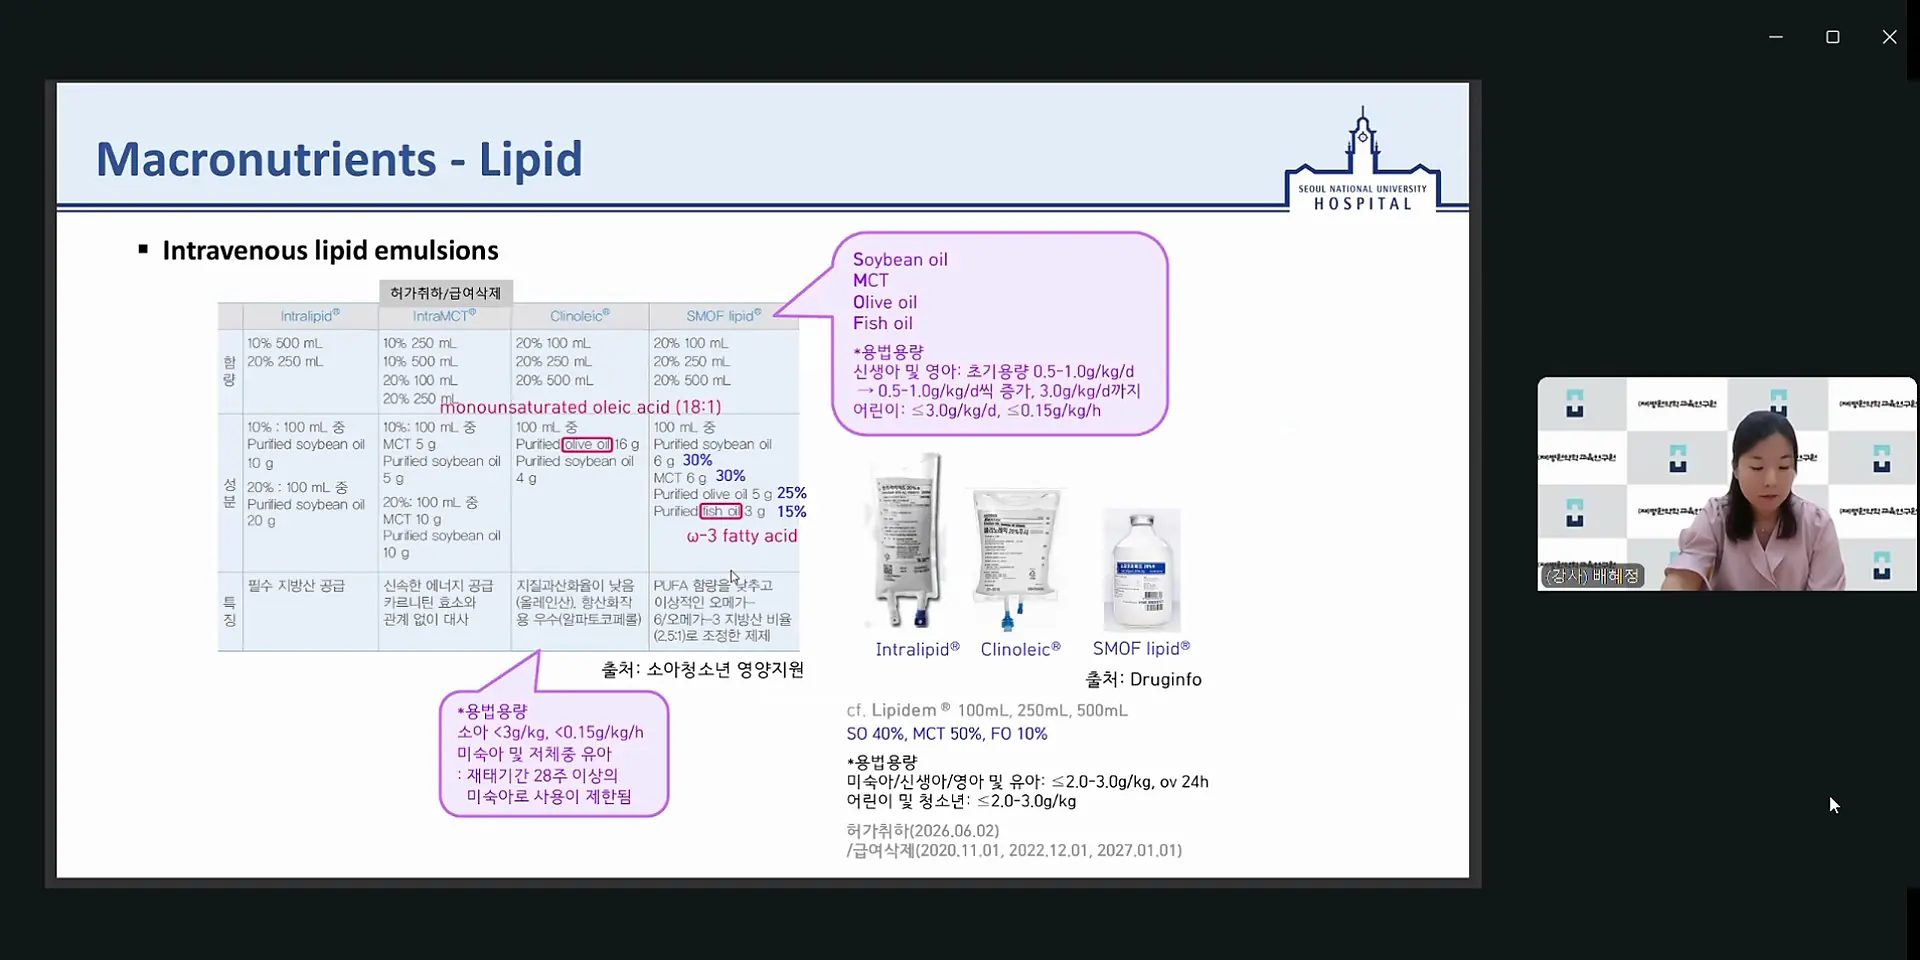 Macronutrients - Lipid
SEOUL NATIONAL UNIVERSITY
HOSPITAL
▪ Intravenous lipid emulsions
허가취하/급여삭제
Intralipid®
IntraMCT®
Clinoleic®
SMOF lipid®
함량
10% 500 mL
20% 250 mL
10% 250 mL
10% 500 mL
20% 100 mL
20% 250 mL
20% 100 mL
20% 250 mL
20% 500 mL
20% 100 mL
20% 250 mL
20% 500 mL
monounsaturated oleic acid (18:1)
성분
10% : 100 mL 중
Purified soybean oil
10 g
20% : 100 mL 중
Purified soybean oil
20 g
10%: 100 mL 중
MCT 5 g
Purified soybean oil
5 g
20%: 100 mL 중
MCT 10 g
Purified soybean oil
10 g
100 mL 중
Purified olive oil 16 g
Purified soybean oil
4 g
100 mL 중
Purified soybean oil
6 g 30%
MCT 6 g 30%
Purified olive oil 5 g 25%
Purified fish oil 3 g 15%
ω-3 fatty acid
특징
필수 지방산 공급
신속한 에너지 공급
카르니틴 효소와
관계 없이 대사
지질과산화율이 낮음
(올레인산), 항산화작
용 우수(알파토코페롤)
PUFA 함량을 낮추고
이상적인 오메가-
6/오메가-3 지방산 비율
(2.5:1)로 조정한 제제
출처: 소아청소년 영양지원
*용법용량
소아 <3g/kg, <0.15g/kg/h
미숙아 및 저체중 유아
: 재태기간 28주 이상의
미숙아로 사용이 제한됨
Soybean oil
MCT
Olive oil
Fish oil
*용법용량
신생아 및 영아: 초기용량 0.5-1.0g/kg/d
→ 0.5-1.0g/kg/d씩 증가, 3.0g/kg/d까지
어린이: ≤3.0g/kg/d, ≤0.15g/kg/h
Intralipid®
Clinoleic®
SMOF lipid®
출처: Druginfo
cf. Lipidem® 100mL, 250mL, 500mL
SO 40%, MCT 50%, FO 10%
*용법용량
미숙아/신생아/영아 및 유아: ≤2.0-3.0g/kg, ov 24h
어린이 및 청소년: ≤2.0-3.0g/kg
허가취하(2026.06.02)
/급여삭제(2020.11.01, 2022.12.01, 2027.01.01)
(강사) 배혜정